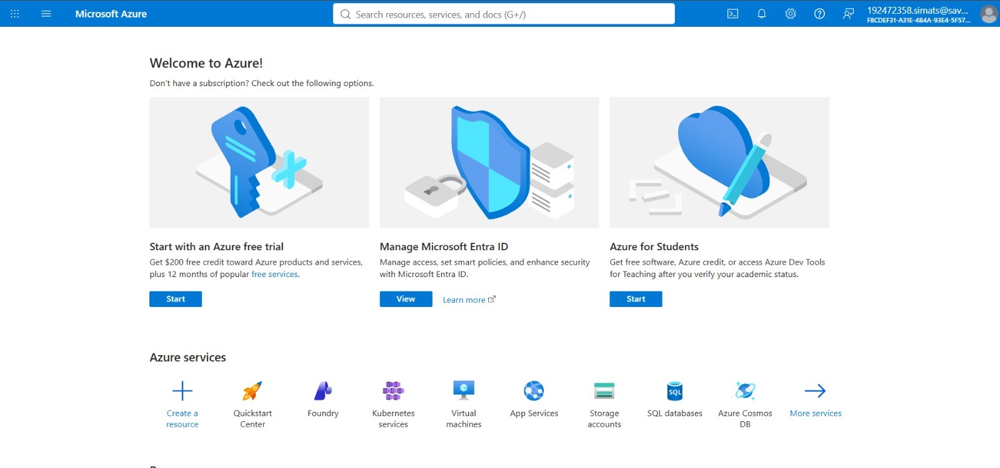 Microsoft Azure
Search resources, services, and docs (G+/)
192472358.simats@sav...
F8CDEF31-A31E-4B4A-93E4-5F57...
Welcome to Azure!
Don't have a subscription? Check out the following options.
Start with an Azure free trial
Get $200 free credit toward Azure products and services,
plus 12 months of popular free services.
Start
Manage Microsoft Entra ID
Manage access, set smart policies, and enhance security
with Microsoft Entra ID.
View
Learn more
Azure for Students
Get free software, Azure credit, or access Azure Dev Tools
for Teaching after you verify your academic status.
Start
Azure services
Create a
resource
Quickstart
Center
Foundry
Kubernetes
services
SQL
Virtual
machines
App Services
Storage
accounts
SQL databases
Azure Cosmos
DB
More services